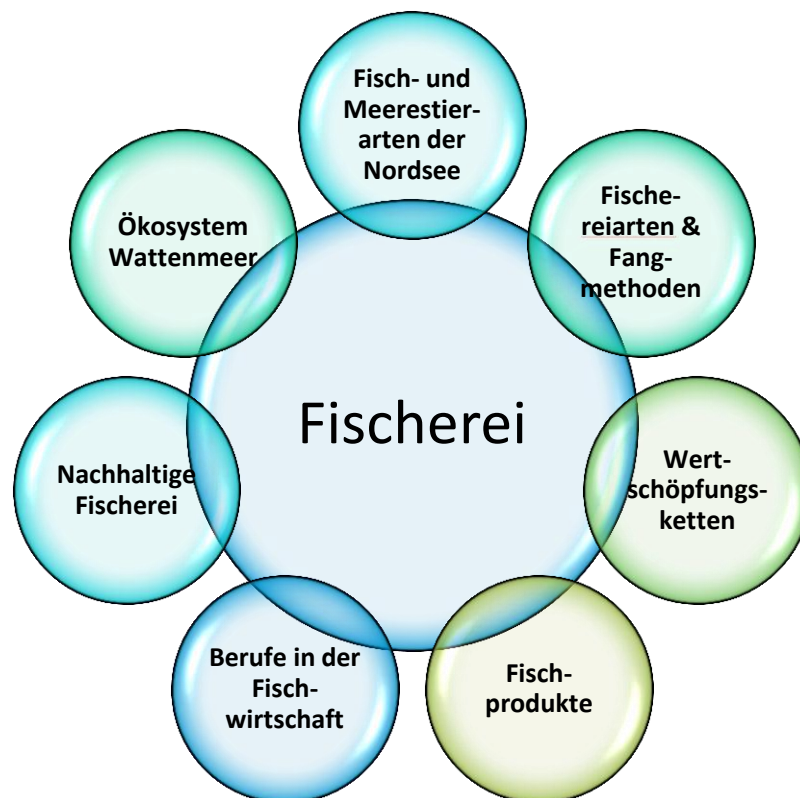 Fisch- und
Meerestier-
arten der
Nordsee
Fische-
reiarten &
Fang-
methoden
Wert-
schöpfungs-
ketten
Fisch-
produkte
Berufe in der
Fisch-
wirtschaft
Nachhaltige
Fischerei
Ökosystem
Wattenmeer
Fischerei